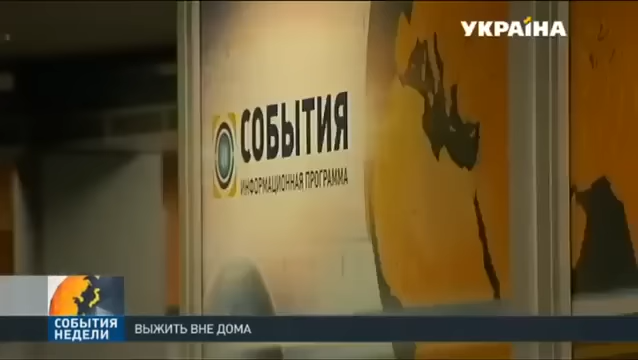 УКРАЇНА
СОБЫТИЯ
ИНФОРМАЦИОННАЯ ПРОГРАММА
СОБЫТИЯ
НЕДЕЛИ
ВЫЖИТЬ ВНЕ ДОМА